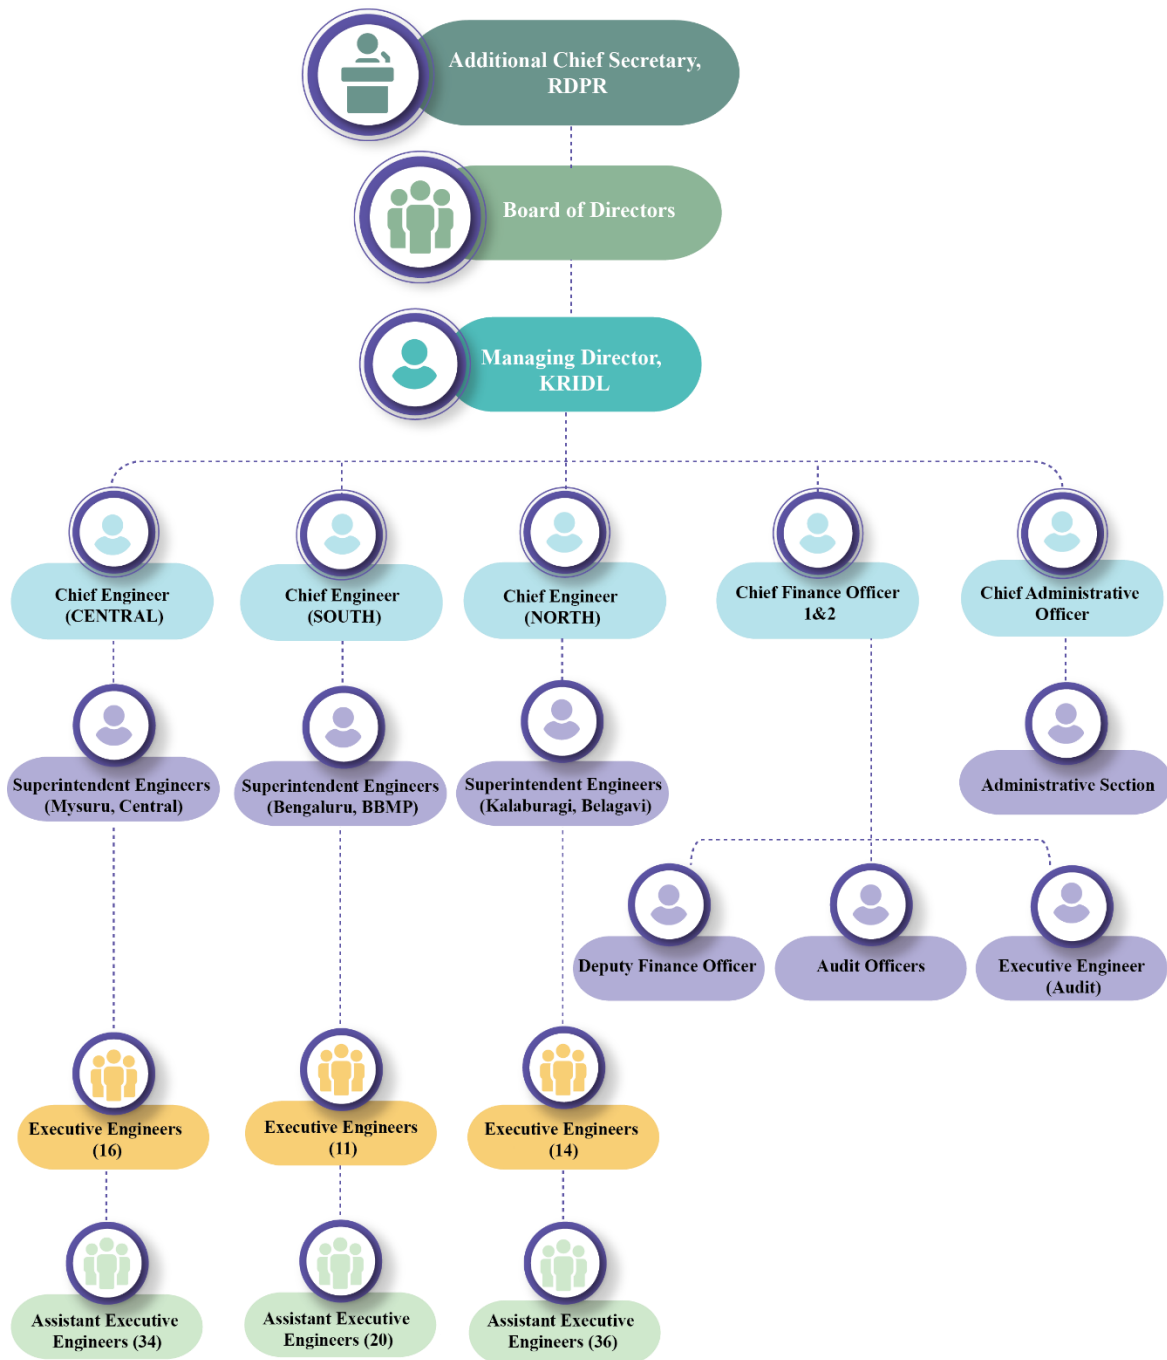 Additional Chief Secretary,
RDPR
Board of Directors
Managing Director,
KRIDL
Chief Engineer
(CENTRAL)
Chief Engineer
(SOUTH)
Chief Engineer
(NORTH)
Chief Finance Officer
1&2
Chief Administrative
Officer
Superintendent Engineers
(Mysuru, Central)
Superintendent Engineers
(Bengaluru, BBMP)
Superintendent Engineers
(Kalaburagi, Belagavi)
Administrative Section
Deputy Finance Officer
Audit Officers
Executive Engineer
(Audit)
Executive Engineers
(16)
Executive Engineers
(11)
Executive Engineers
(14)
Assistant Executive
Engineers (34)
Assistant Executive
Engineers (20)
Assistant Executive
Engineers (36)